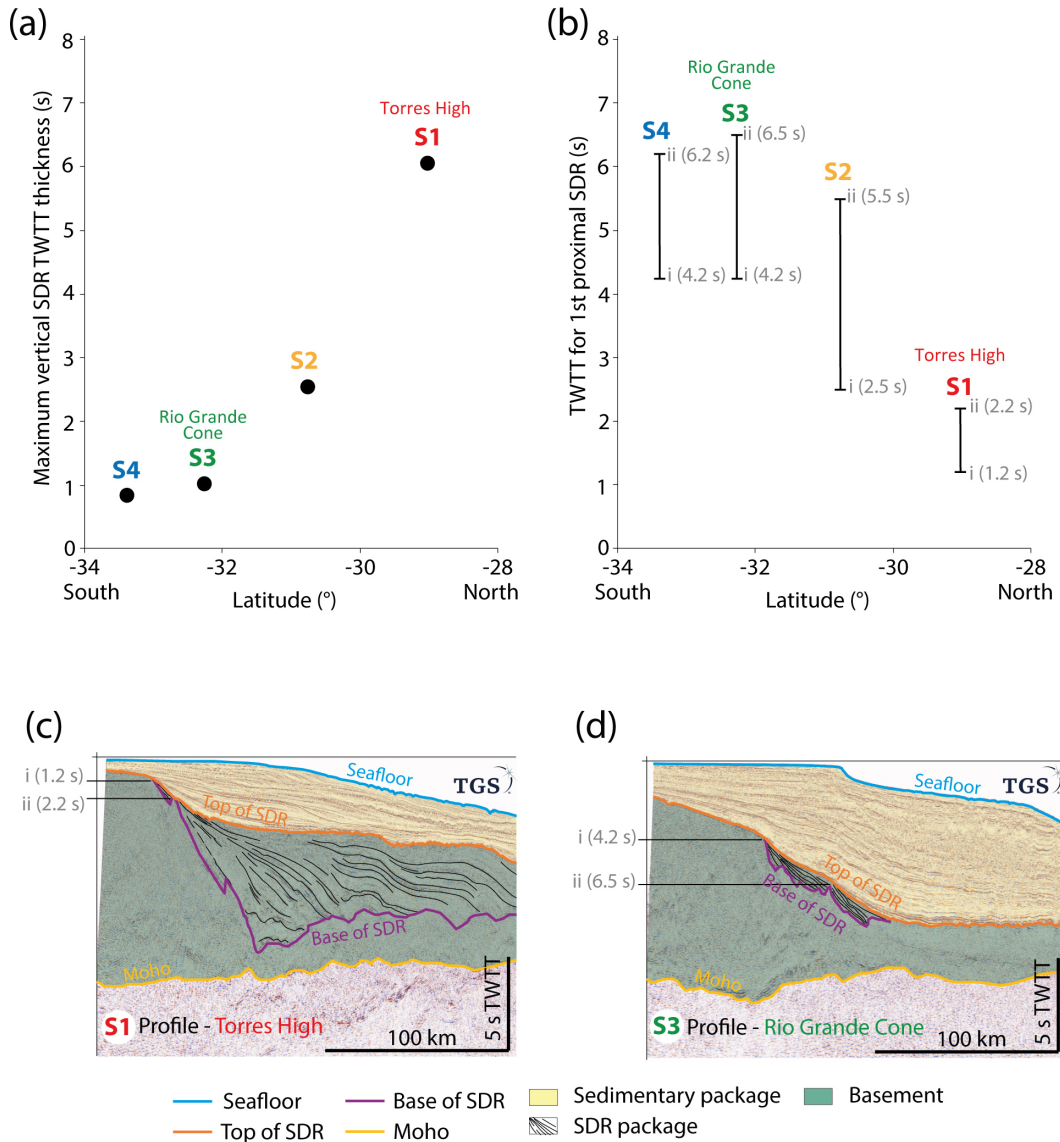 (a)
Maximum vertical SDR TWTT thickness (s)
8
7
6
5
4
3
2
1
0
Torres High
S1
S2
Rio Grande
Cone
S3
S4
-34
-32
-30
-28
South
Latitude (°)
North
(b)
TWTT for 1st proximal SDR (s)
8
7
6
5
4
3
2
1
0
Rio Grande
Cone
S3
S4
ii (6.5 s)
ii (6.2 s)
S2
ii (5.5 s)
i (4.2 s)
i (4.2 s)
Torres High
S1
i (2.5 s)
ii (2.2 s)
i (1.2 s)
-34
-32
-30
-28
South
Latitude (°)
North
(c)
i (1.2 s)
ii (2.2 s)
Seafloor
TGS
Top of SDR
Base of SDR
Moho
5 s TWTT
100 km
S1 Profile - Torres High
(d)
i (4.2 s)
ii (6.5 s)
Seafloor
TGS
Top of SDR
Base of SDR
Moho
5 s TWTT
100 km
S3 Profile - Rio Grande Cone
Seafloor
Base of SDR
Sedimentary package
Basement
Top of SDR
Moho
SDR package